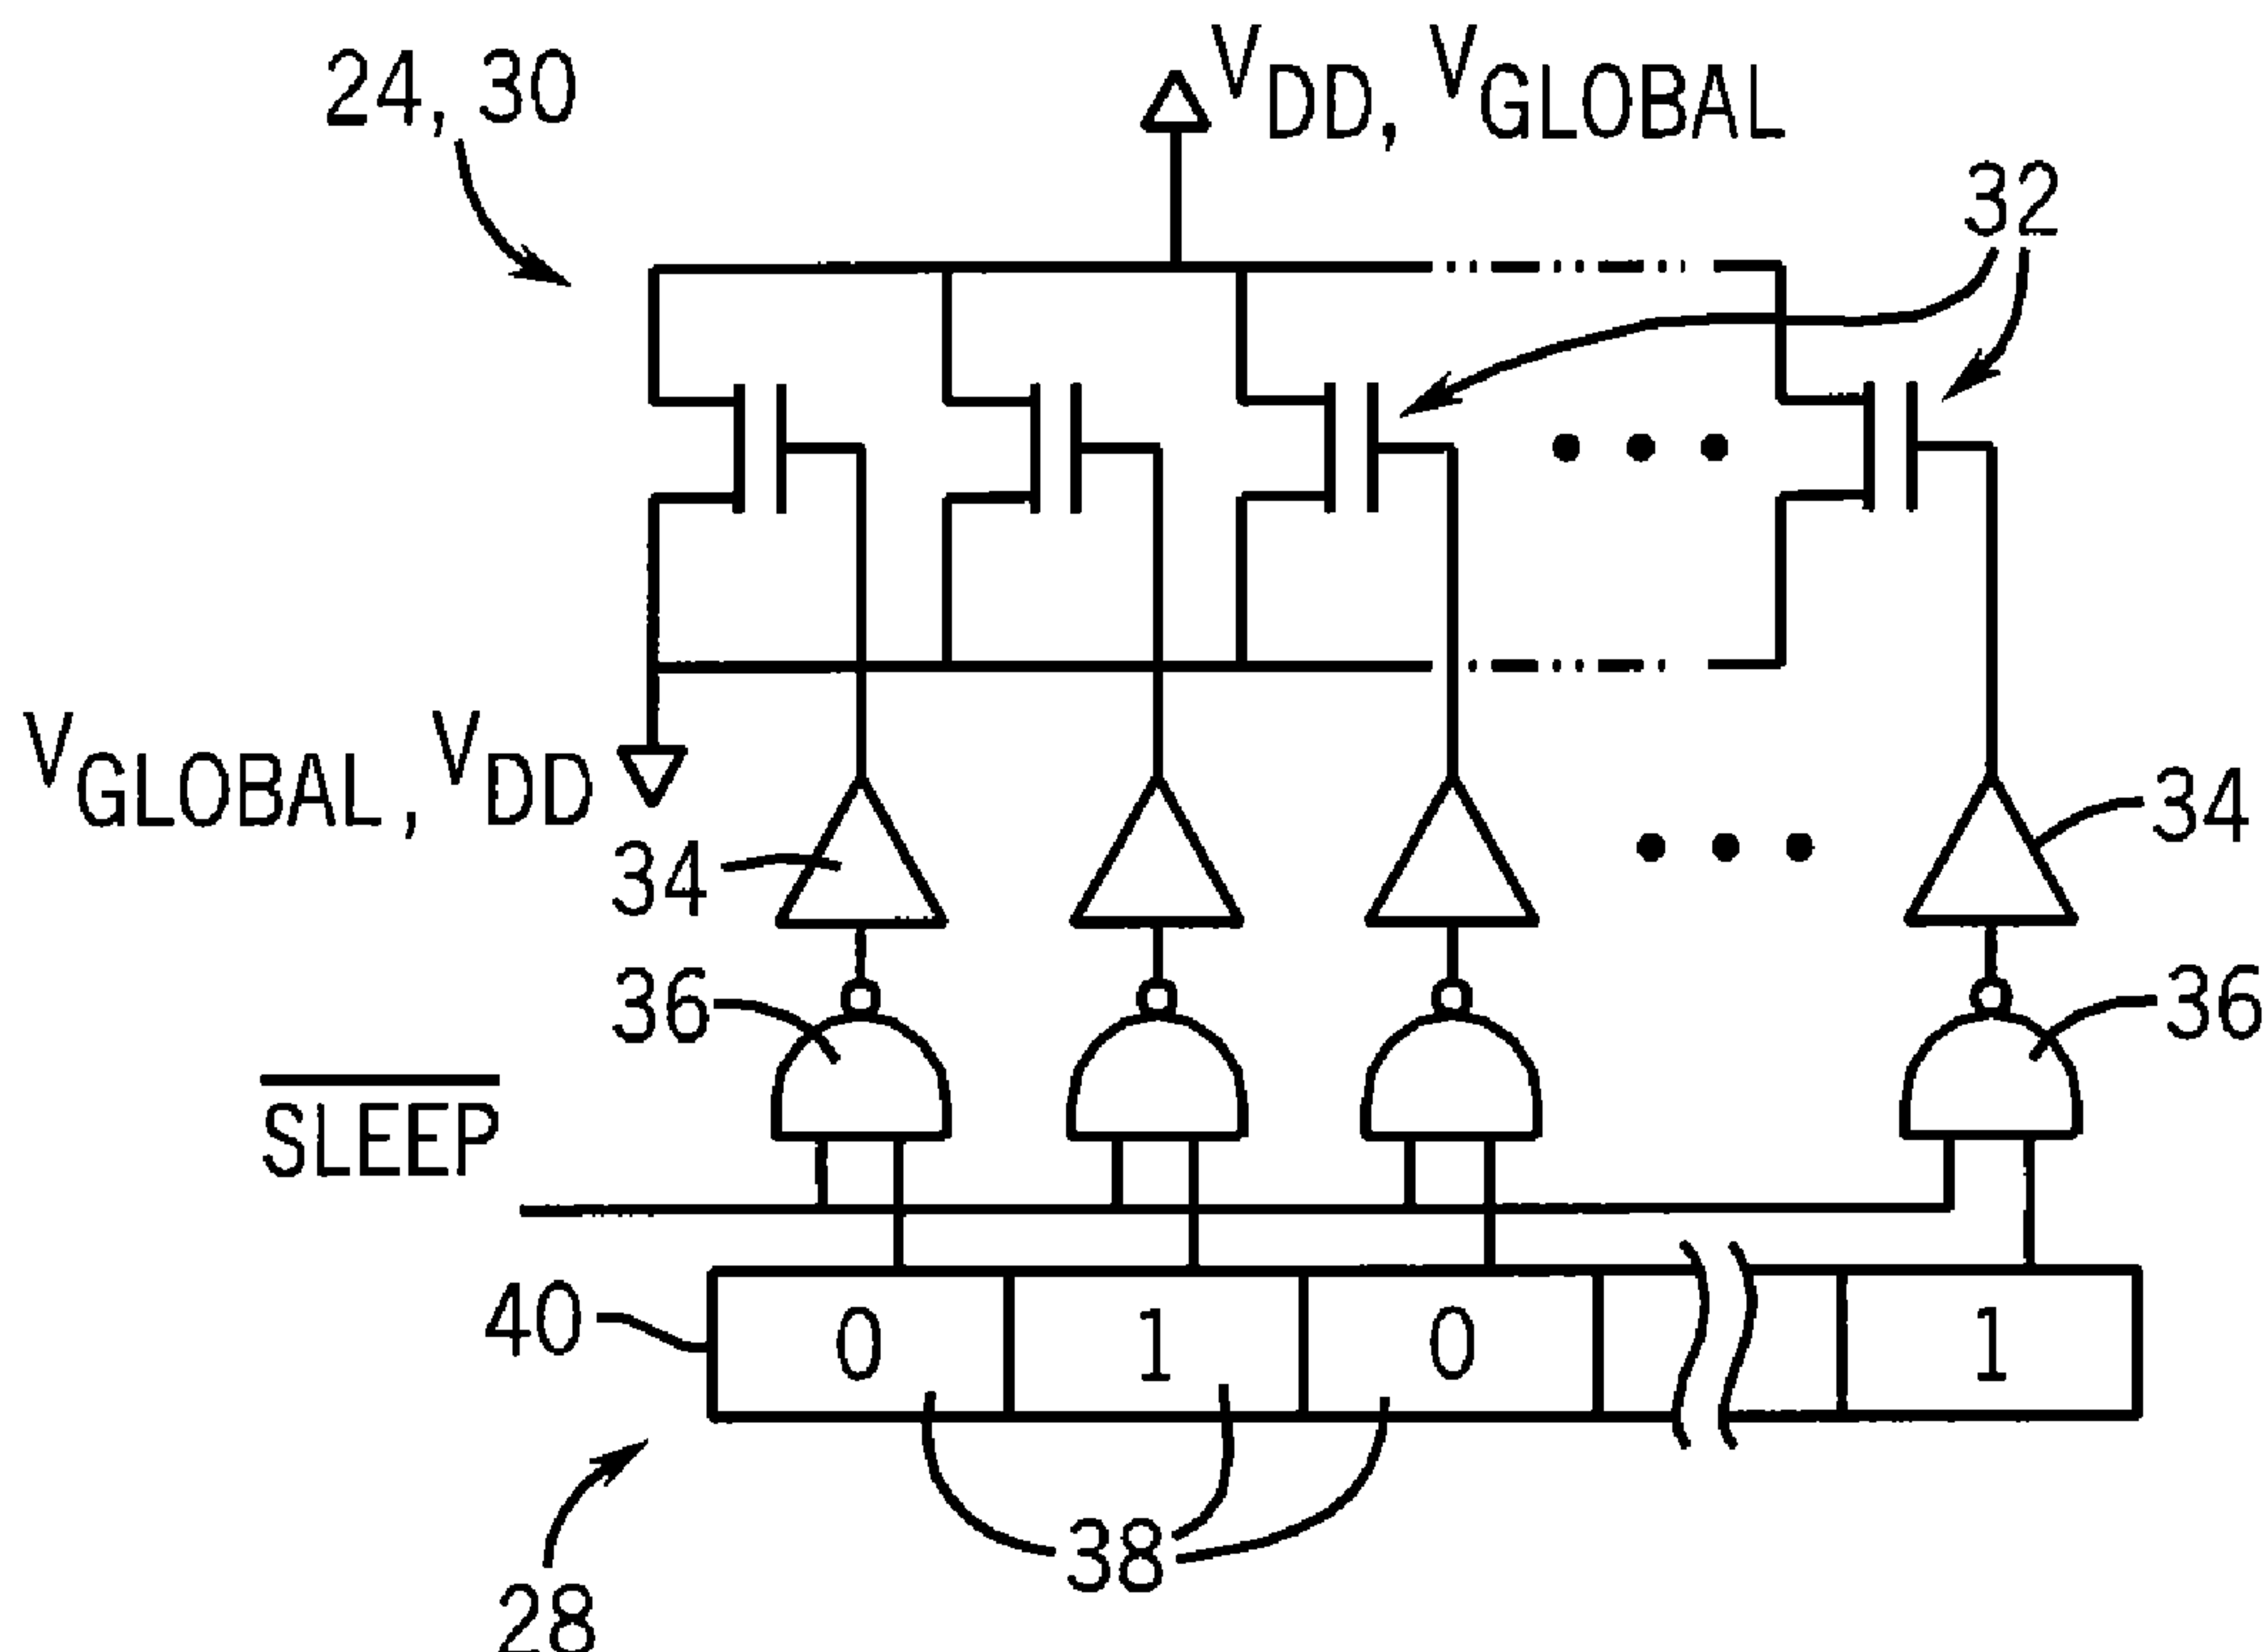 24, 30
VDD, VGLOBAL
32
VGLOBAL, VDD
34
34
36
36
SLEEP
40
0 1 0 1
38
28